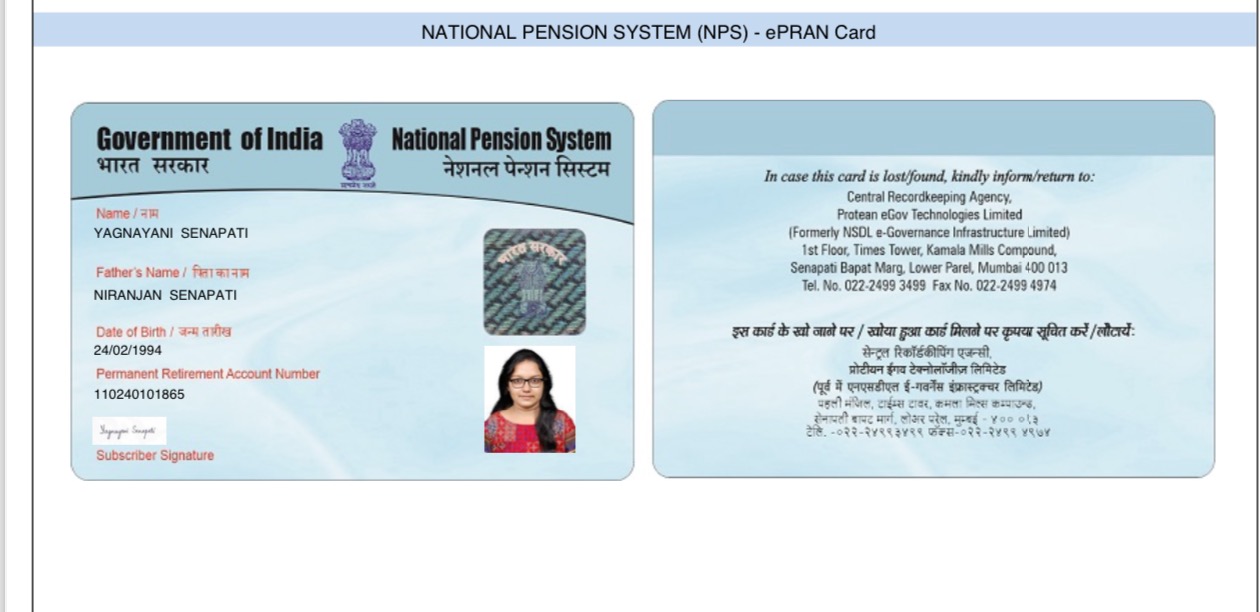 NATIONAL PENSION SYSTEM (NPS) - ePRAN Card
Government of India
भारत सरकार
सत्यमेव जयते
National Pension System
नेशनल पेन्शन सिस्टम
Name / नाम
YAGNAYANI SENAPATI
Father's Name / पिता का नाम
NIRANJAN SENAPATI
Date of Birth / जन्म तारीख
24/02/1994
Permanent Retirement Account Number
110240101865
Yagnayani Senapati
Subscriber Signature
भारत सरकार
In case this card is lost/found, kindly inform/return to:
Central Recordkeeping Agency,
Protean eGov Technologies Limited
(Formerly NSDL e-Governance Infrastructure Limited)
1st Floor, Times Tower, Kamala Mills Compound,
Senapati Bapat Marg, Lower Parel, Mumbai 400 013
Tel. No. 022-2499 3499 Fax No. 022-2499 4974
इस कार्ड के खो जाने पर / खोया हुआ कार्ड मिलने पर कृपया सूचित करें /लौटायें:
सेन्ट्रल रिकॉर्डकीपिंग एजन्सी,
प्रोटीयन ईगव टेक्नोलॉजीज़ लिमिटेड
(पूर्व में एनएसडीएल ई-गवर्नेंस इंफ्रास्ट्रक्चर लिमिटेड)
पहली मंजिल, टाईम्स टावर, कमला मिल्स कम्पाउन्ड,
सेनापती बापट मार्ग, लोअर परेल, मुम्बई - ४०० ०१३
टेलि. -०२२-२४९९३४९९ फॅक्स-०२२-२४९९ ४९७४